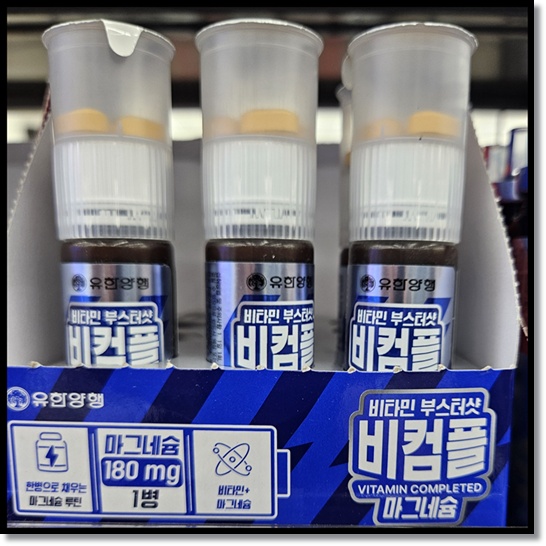 유한양행
비타민 부스터샷
비컴플
유한양행
비타민 부스터샷
비컴플
유한양행
비타민 부스터샷
비컴플
유한양행
한병으로 채우는
마그네슘 루틴
마그네슘
180 mg
1병
비타민+
마그네슘
비타민 부스터샷
비컴플
VITAMIN COMPLETED
마그네슘